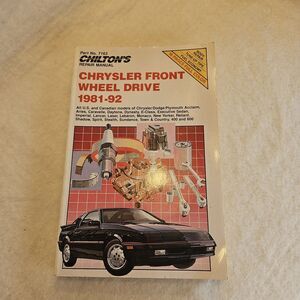 Part No. 7163
CHILTON'S
REPAIR MANUAL
CHRYSLER FRONT
WHEEL DRIVE
1981-92
All U.S. and Canadian models of Chrysler/Dodge/Plymouth Acclaim,
Aries, Caravelle, Daytona, Dynasty, E-Class, Executive Sedan,
Imperial, Lancer, Laser, LeBaron, Monaco, New Yorker, Reliant,
Shadow, Spirit, Stealth, Sundance, Town & Country, 400 and 600